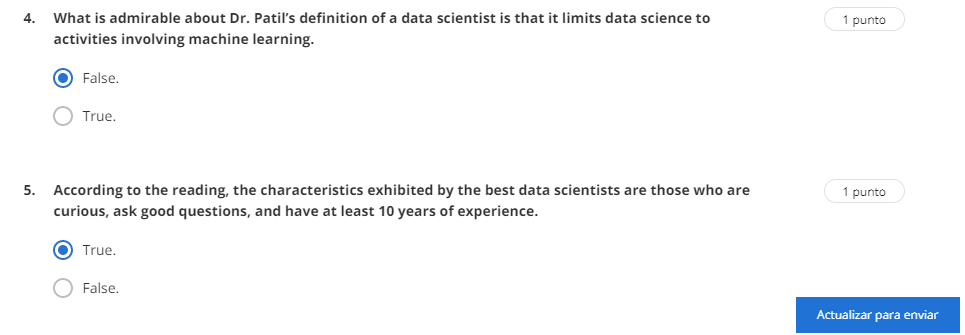 4. What is admirable about Dr. Patil's definition of a data scientist is that it limits data science to
activities involving machine learning.
1 punto
False.
True.
5. According to the reading, the characteristics exhibited by the best data scientists are those who are
curious, ask good questions, and have at least 10 years of experience.
1 punto
True.
False.
Actualizar para enviar